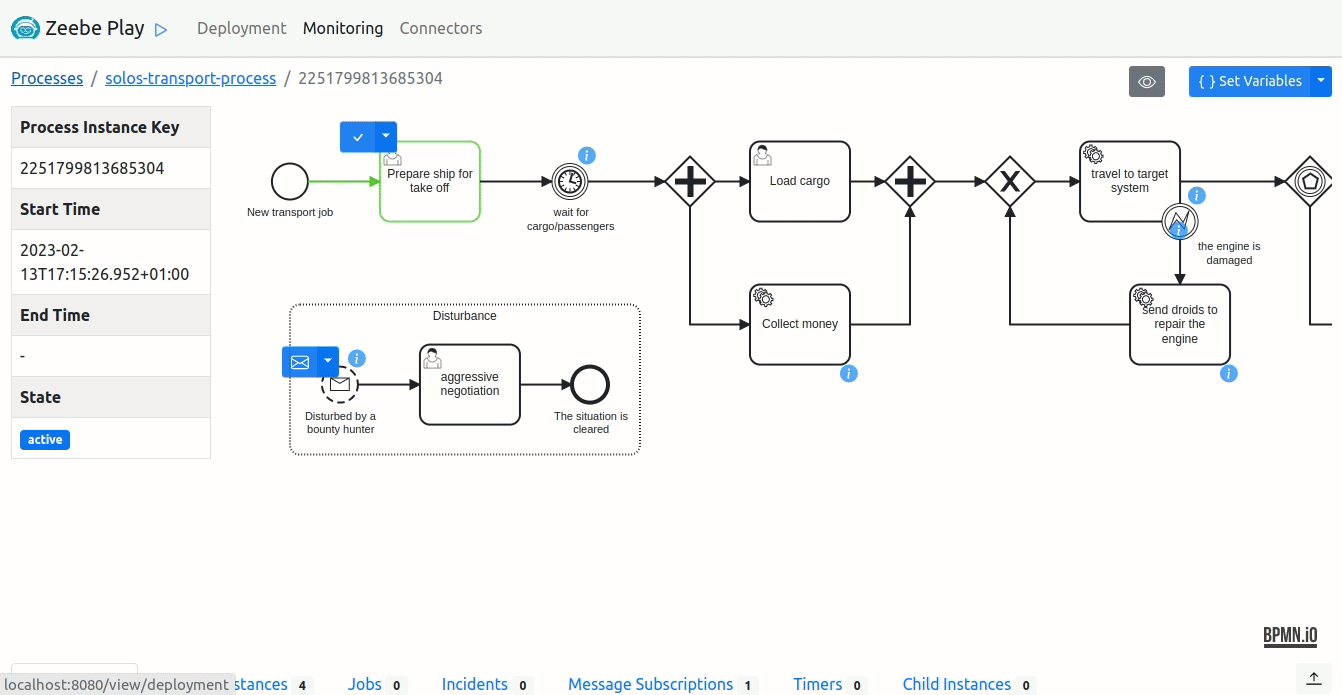 Zeebe Play
Deployment
Monitoring
Connectors
Processes / solos-transport-process / 2251799813685304
{ } Set Variables
Process Instance Key
2251799813685304
Start Time
2023-02-
13T17:15:26.952+01:00
End Time
-
State
active
New transport job
Prepare ship for
take off
wait for
cargo/passengers
Load cargo
Collect money
X
travel to target
system
the engine is
damaged
send droids to
repair the
engine
Disturbance
Disturbed by a
bounty hunter
aggressive
negotiation
The situation is
cleared
i
i
i
i
i
i
BPMN.iO
localhost:8080/view/deployment
stances 4
Jobs 0
Incidents 0
Message Subscriptions 1
Timers 0
Child Instances 0